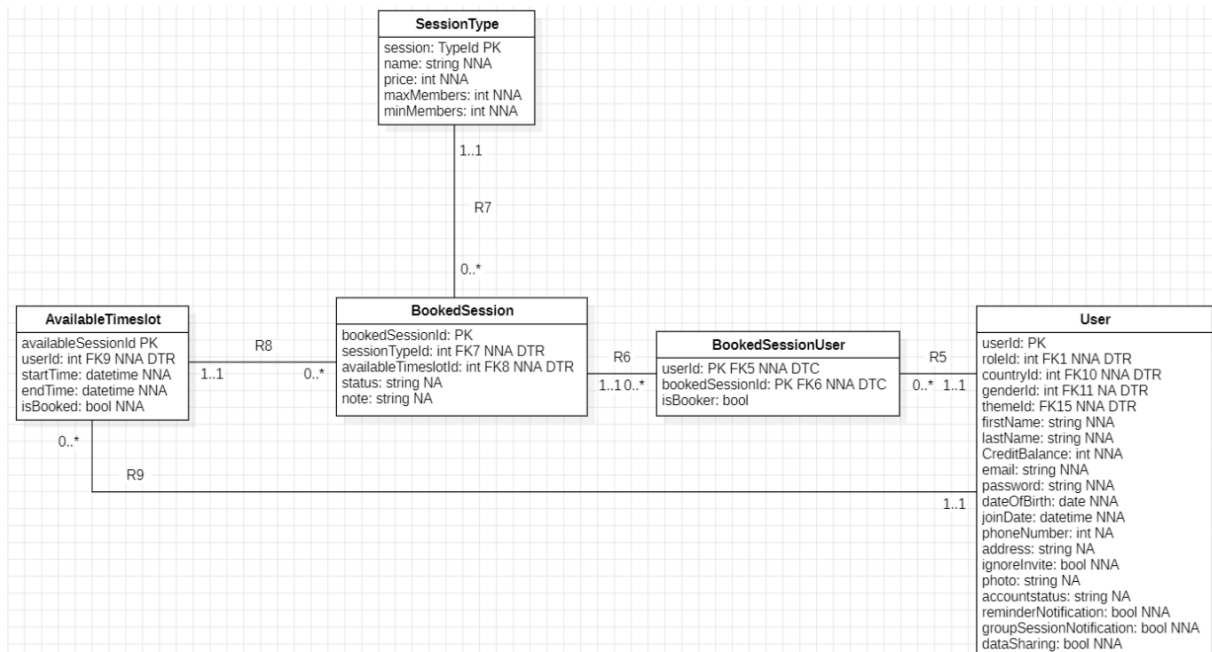 SessionType
session: TypeId PK
name: string NNA
price: int NNA
maxMembers: int NNA
minMembers: int NNA
1..1
R7
0..*
AvailableTimeslot
availableSessionId PK
userId: int FK9 NNA DTR
startTime: datetime NNA
endTime: datetime NNA
isBooked: bool NNA
R8
1..1
0..*
BookedSession
bookedSessionId: PK
sessionTypeId: int FK7 NNA DTR
availableTimeslotId: int FK8 NNA DTR
status: string NA
note: string NA
R6
1..1
0..*
BookedSessionUser
userId: PK FK5 NNA DTC
bookedSessionId: PK FK6 NNA DTC
isBooker: bool
R5
0..*
1..1
User
userId: PK
roleId: int FK1 NNA DTR
countryId: int FK10 NNA DTR
genderId: int FK11 NA DTR
themeId: FK15 NNA DTR
firstName: string NNA
lastName: string NNA
CreditBalance: int NNA
email: string NNA
password: string NNA
dateOfBirth: date NNA
joinDate: datetime NNA
phoneNumber: int NA
address: string NA
ignoreInvite: bool NNA
photo: string NA
accountstatus: string NA
reminderNotification: bool NNA
groupSessionNotification: bool NNA
dataSharing: bool NNA
0..*
R9
1..1